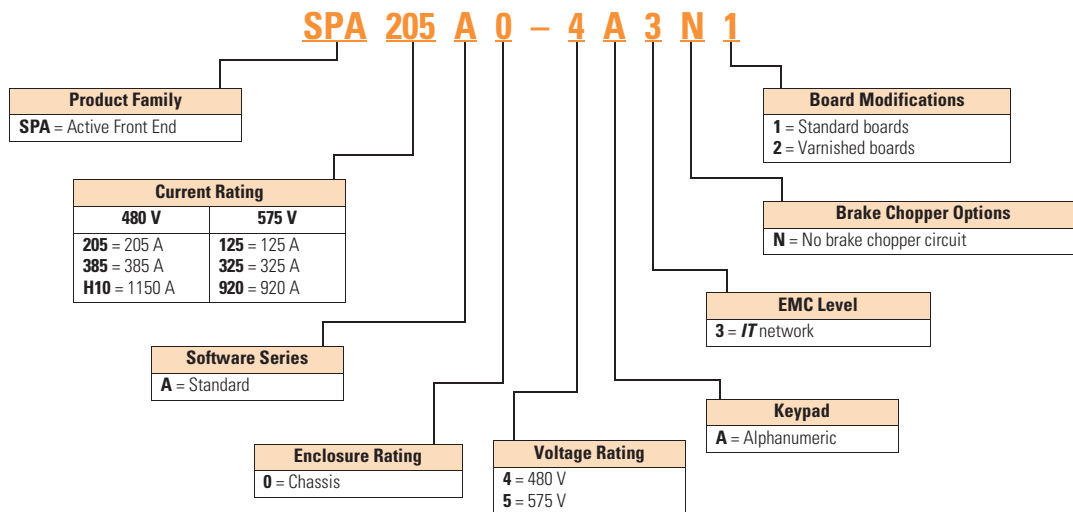 SPA 205 A 0 – 4 A 3 N 1
Product Family
SPA = Active Front End
Current Rating
480 V 575 V
205 = 205 A 125 = 125 A
385 = 385 A 325 = 325 A
H10 = 1150 A 920 = 920 A
Software Series
A = Standard
Enclosure Rating
0 = Chassis
Voltage Rating
4 = 480 V
5 = 575 V
Keypad
A = Alphanumeric
EMC Level
3 = IT network
Brake Chopper Options
N = No brake chopper circuit
Board Modifications
1 = Standard boards
2 = Varnished boards